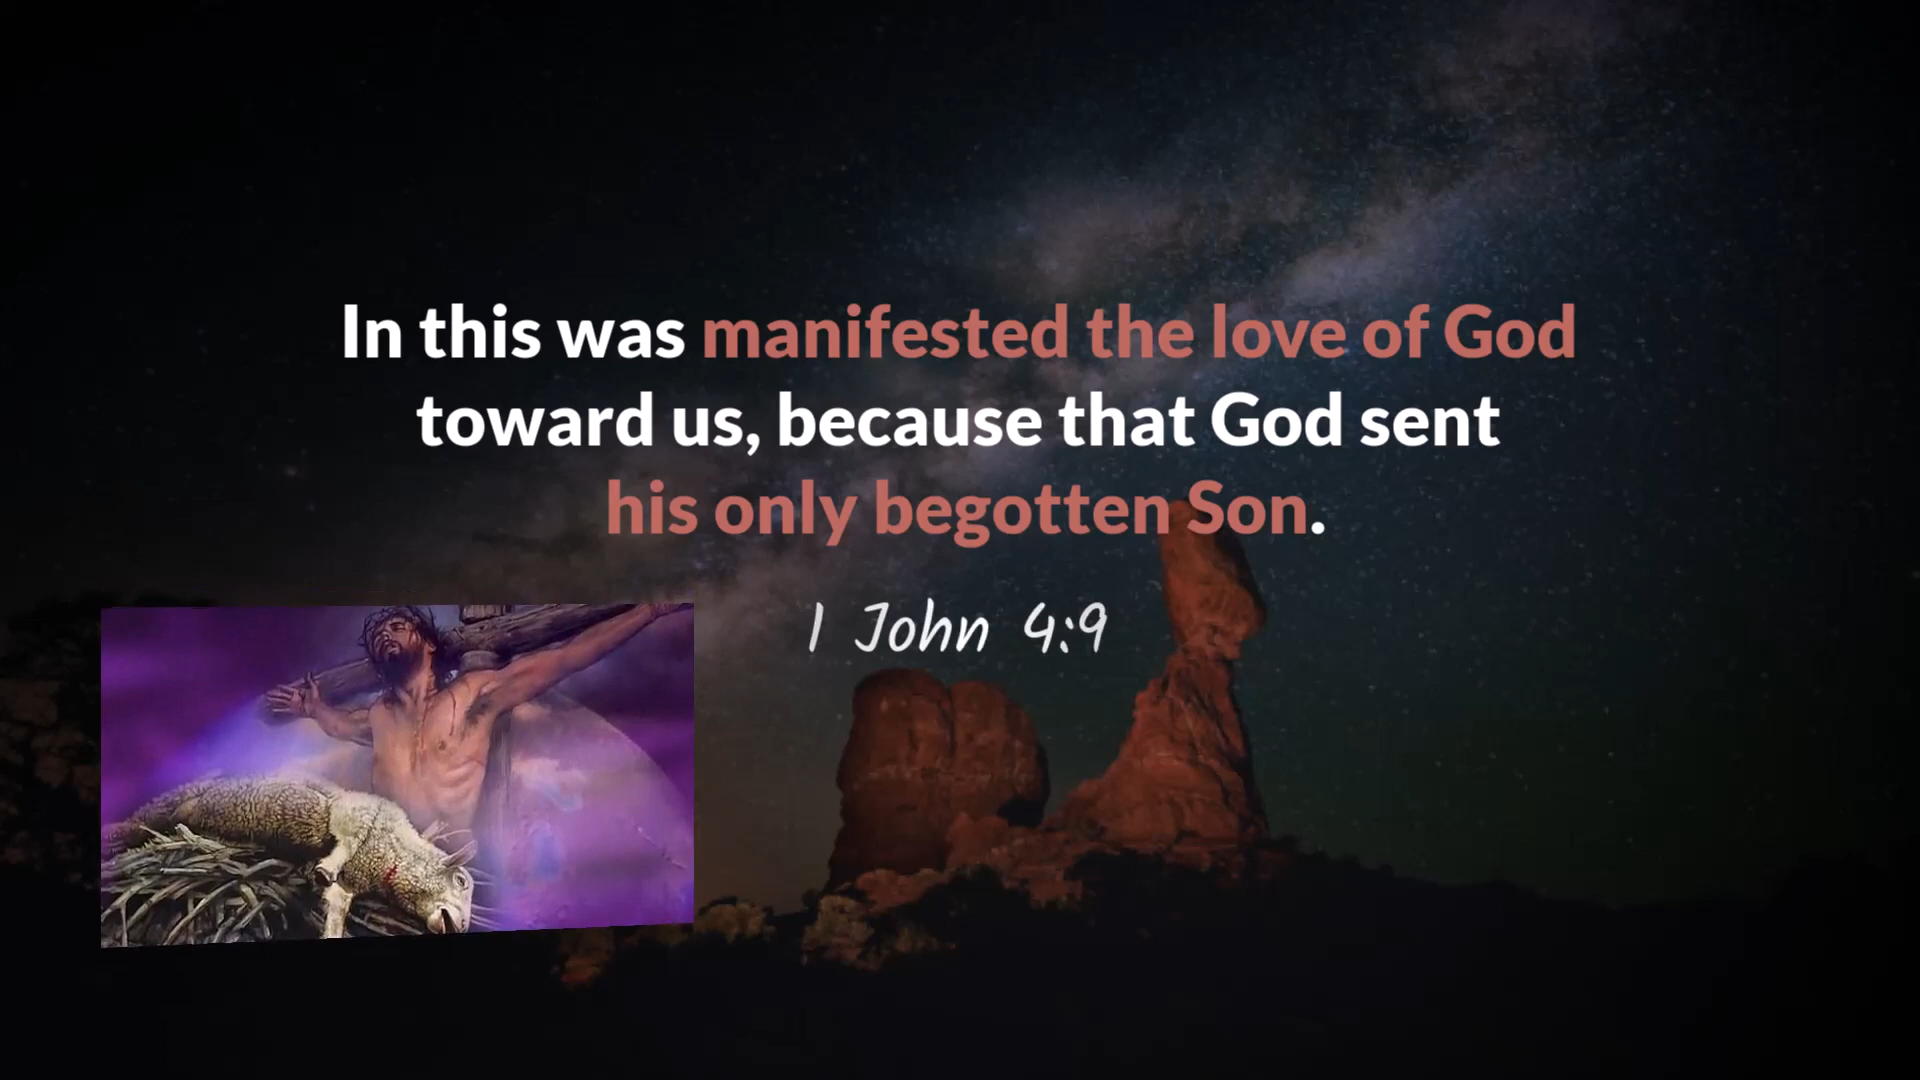 In this was manifested the love of God
toward us, because that God sent
his only begotten Son.
1 John 4:9